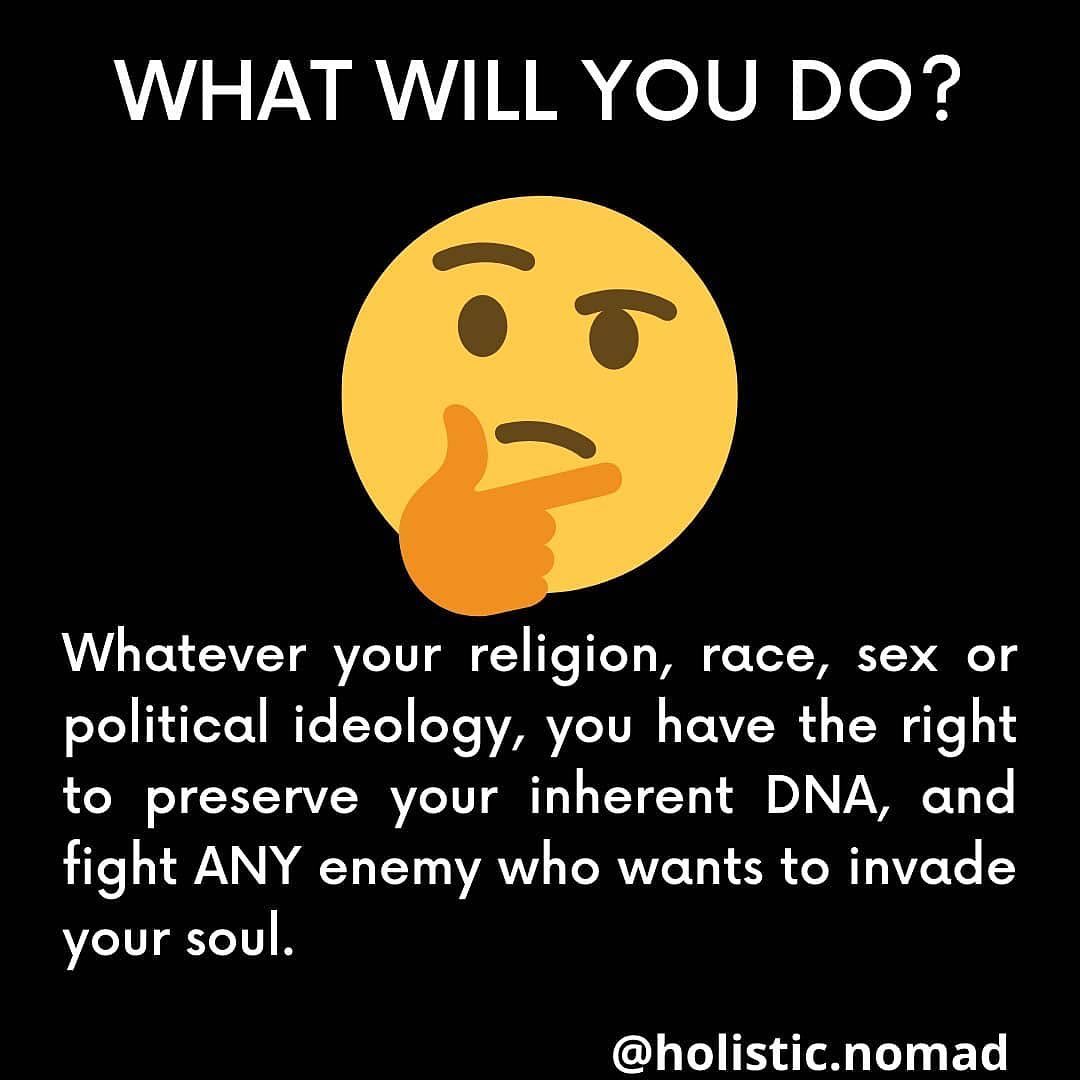 WHAT WILL YOU DO?
Whatever your religion, race, sex or
political ideology, you have the right
to preserve your inherent DNA, and
fight ANY enemy who wants to invade
your soul.
@holistic.nomad